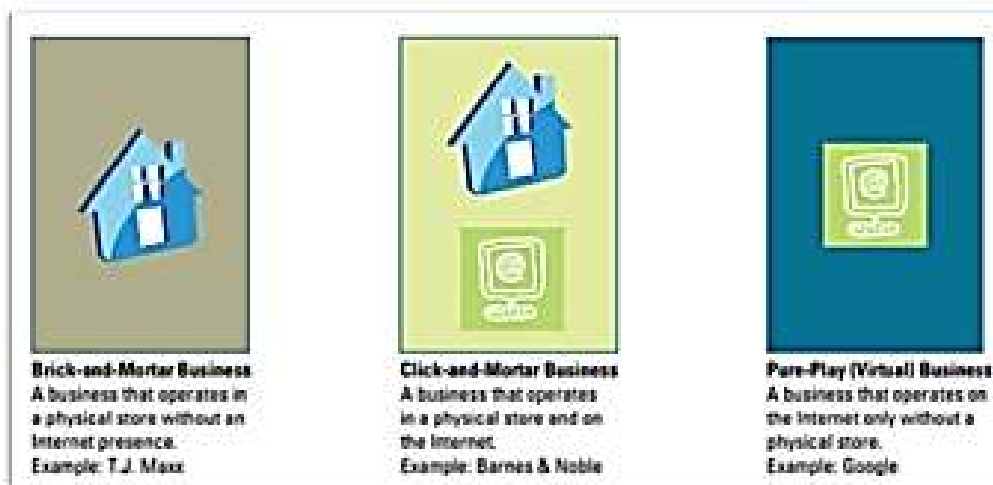 Brick-and-Mortar Business
A business that operates in
a physical store without an
Internet presence.
Example: T.J. Maxx
Click-and-Mortar Business
A business that operates
in a physical store and on
the Internet.
Example: Barnes & Noble
Pure-Play (Virtual) Business
A business that operates on
the Internet only without a
physical store.
Example: Google